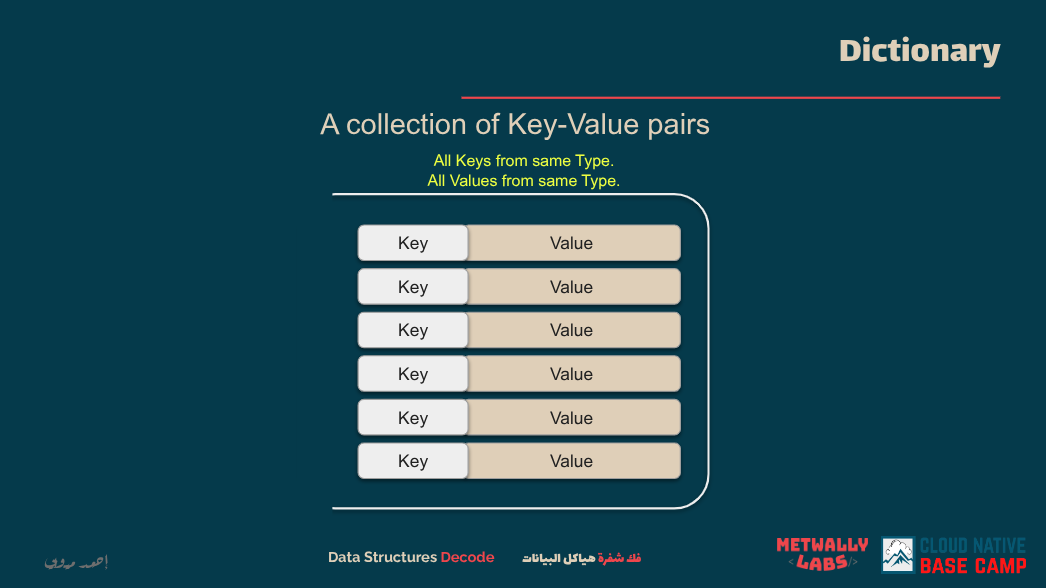 Dictionary
A collection of Key-Value pairs
All Keys from same Type.
All Values from same Type.
Key Value
Key Value
Key Value
Key Value
Key Value
Key Value
Data Structures Decode
فك شفرة هياكل البيانات
METWALLY
<LABS/>
CLOUD NATIVE
BASE CAMP